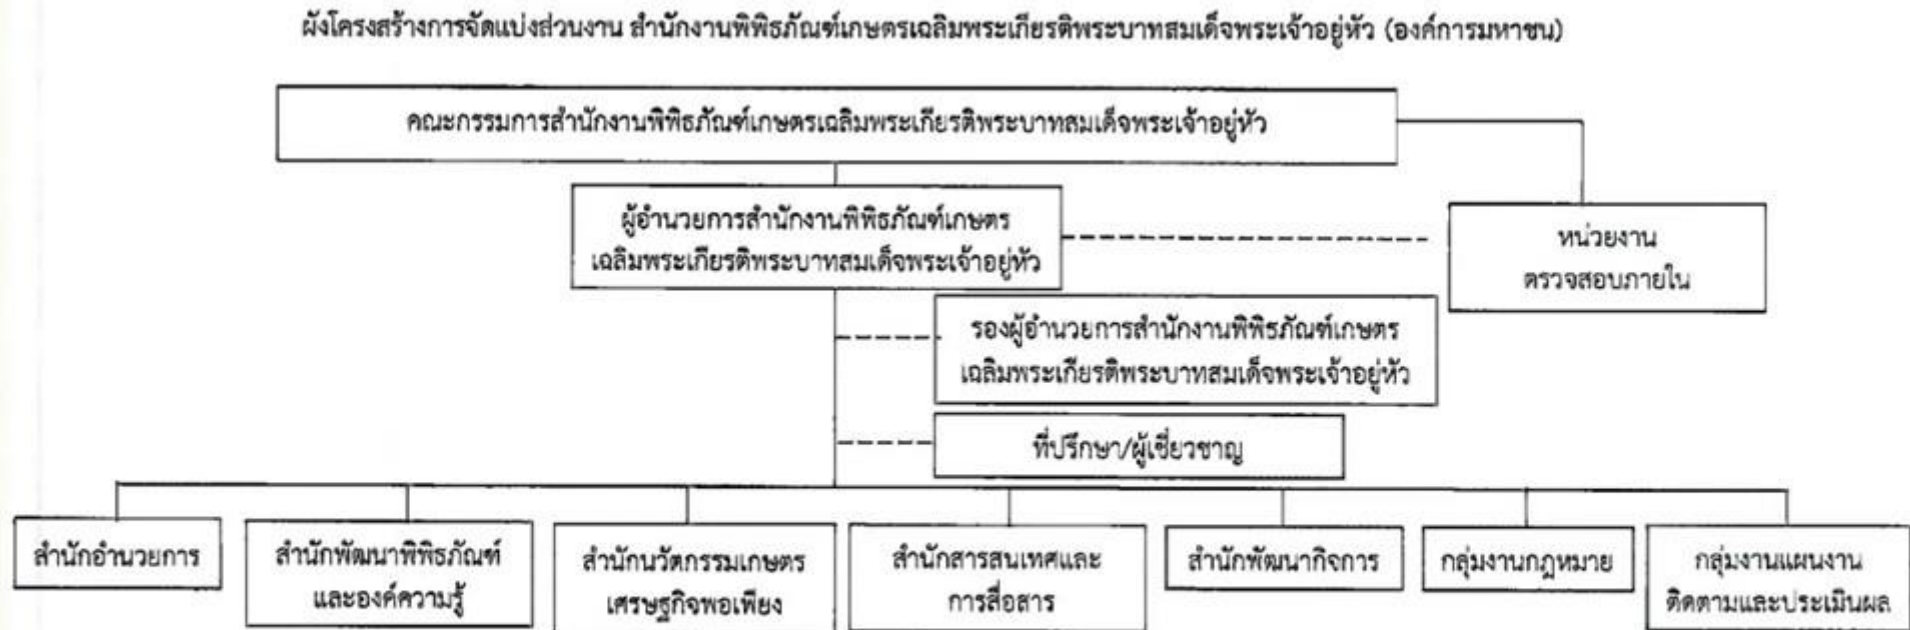 ผังโครงสร้างการจัดแบ่งส่วนงาน สำนักงานพิพิธภัณฑ์เกษตรเฉลิมพระเกียรติพระบาทสมเด็จพระเจ้าอยู่หัว (องค์การมหาชน)
คณะกรรมการสำนักงานพิพิธภัณฑ์เกษตรเฉลิมพระเกียรติพระบาทสมเด็จพระเจ้าอยู่หัว
ผู้อำนวยการสำนักงานพิพิธภัณฑ์เกษตร
เฉลิมพระเกียรติพระบาทสมเด็จพระเจ้าอยู่หัว
หน่วยงาน
ตรวจสอบภายใน
รองผู้อำนวยการสำนักงานพิพิธภัณฑ์เกษตร
เฉลิมพระเกียรติพระบาทสมเด็จพระเจ้าอยู่หัว
ที่ปรึกษา/ผู้เชี่ยวชาญ
สำนักอำนวยการ
สำนักพัฒนาพิพิธภัณฑ์
และองค์ความรู้
สำนักนวัตกรรมเกษตร
เศรษฐกิจพอเพียง
สำนักสารสนเทศและ
การสื่อสาร
สำนักพัฒนากิจการ
กลุ่มงานกฎหมาย
กลุ่มงานแผนงาน
ติดตามและประเมินผล